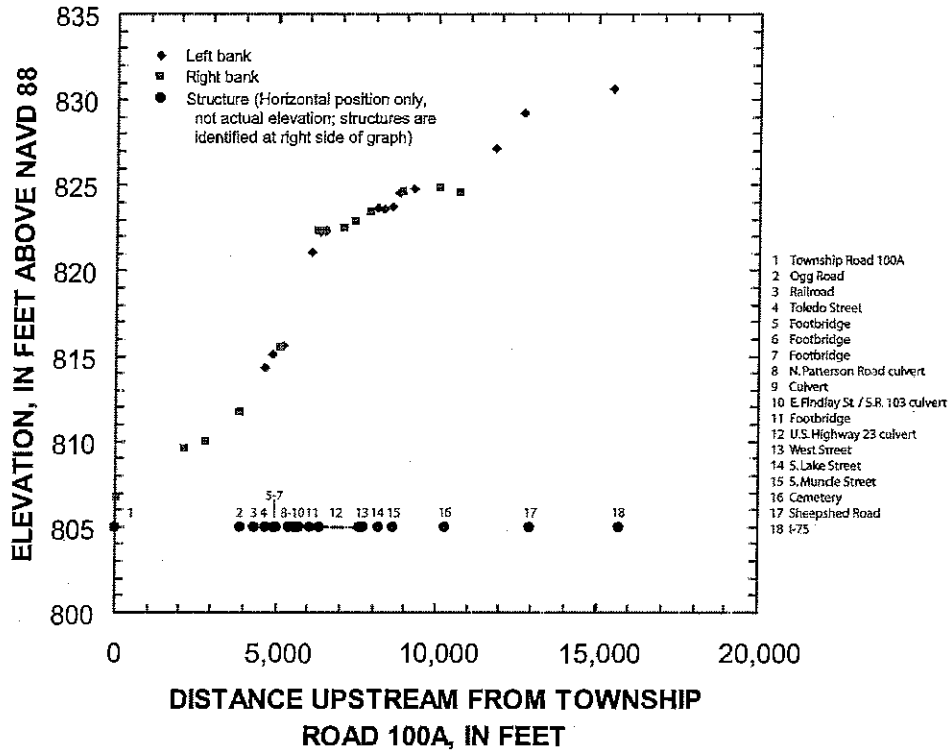 835
830
825
820
815
810
805
800
ELEVATION, IN FEET ABOVE NAVD 88
Left bank
Right bank
Structure (Horizontal position only,
not actual elevation; structures are
identified at right side of graph)
5-7
1
2
3
4
8-10
11
12
13
14
15
16
17
18
0
5,000
10,000
15,000
20,000
DISTANCE UPSTREAM FROM TOWNSHIP
ROAD 100A, IN FEET
1 Township Road 100A
2 Ogg Road
3 Railroad
4 Toledo Street
5 Footbridge
6 Footbridge
7 Footbridge
8 N. Patterson Road culvert
9 Culvert
10 E. Findlay St. / S.R. 103 culvert
11 Footbridge
12 U.S. Highway 23 culvert
13 West Street
14 S. Lake Street
15 S. Muncle Street
16 Cemetery
17 Sheepshed Road
18 I-75